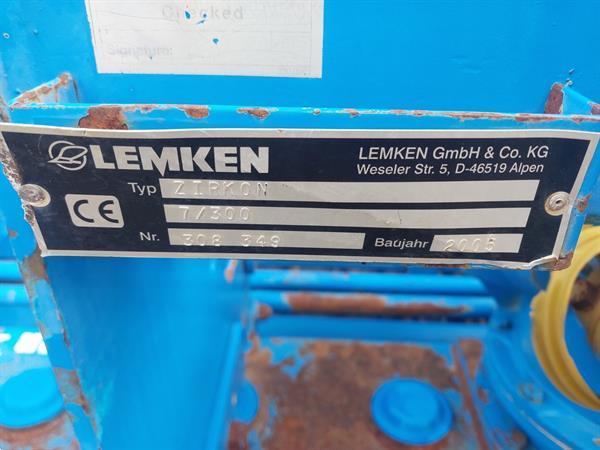 Checked
Signature:
LEMKEN
LEMKEN GmbH & Co. KG
Weseler Str. 5, D-46519 Alpen
Typ ZIRKON
7/300
CE
Nr. 308 349
Baujahr 2005